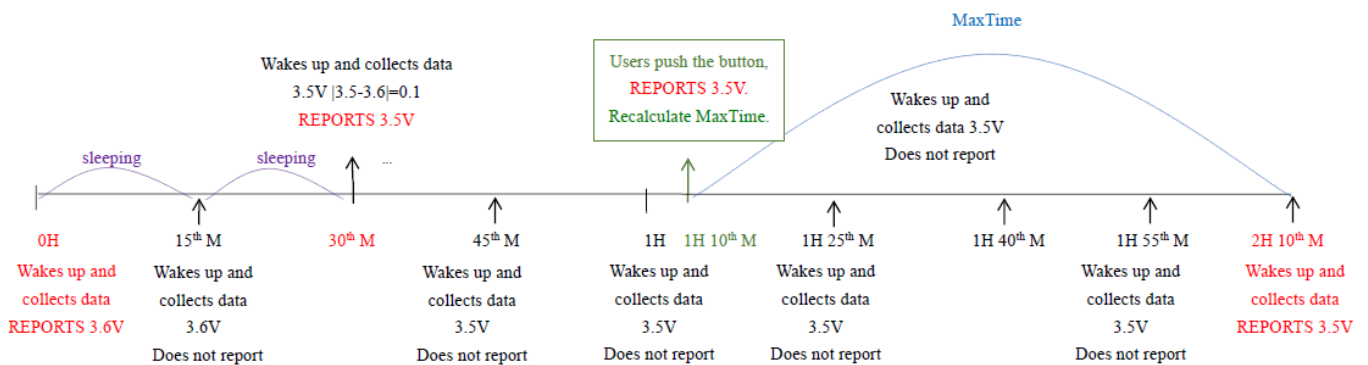 MaxTime
Wakes up and collects data
3.5V |3.5-3.6|=0.1
REPORTS 3.5V
Users push the button,
REPORTS 3.5V.
Recalculate MaxTime.
Wakes up and
collects data 3.5V
Does not report
sleeping
sleeping
...
0H
15th M
30th M
45th M
1H
1H 10th M
1H 25th M
1H 40th M
1H 55th M
2H 10th M
Wakes up and
collects data
REPORTS 3.6V
Wakes up and
collects data
3.6V
Does not report
Wakes up and
collects data
3.5V
Does not report
Wakes up and
collects data
3.5V
Does not report
Wakes up and
collects data
3.5V
Does not report
Wakes up and
collects data
3.5V
Does not report
Wakes up and
collects data
REPORTS 3.5V